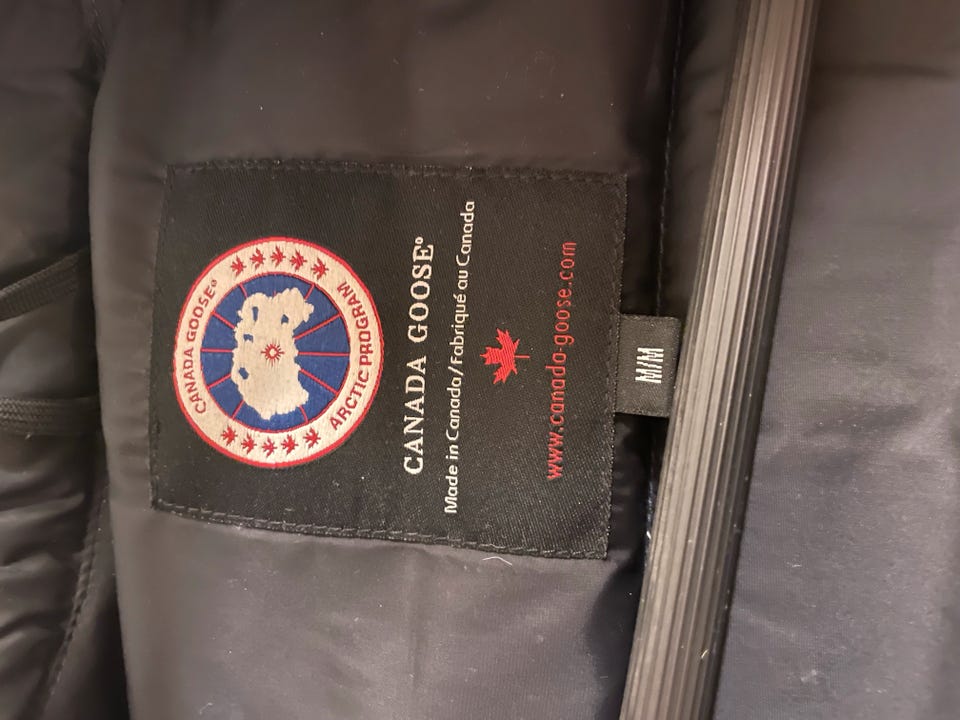 CANADA GOOSE®
ARCTIC PROGRAM
CANADA GOOSE®
Made in Canada/Fabriqué au Canada
www.canada-goose.com
M/M